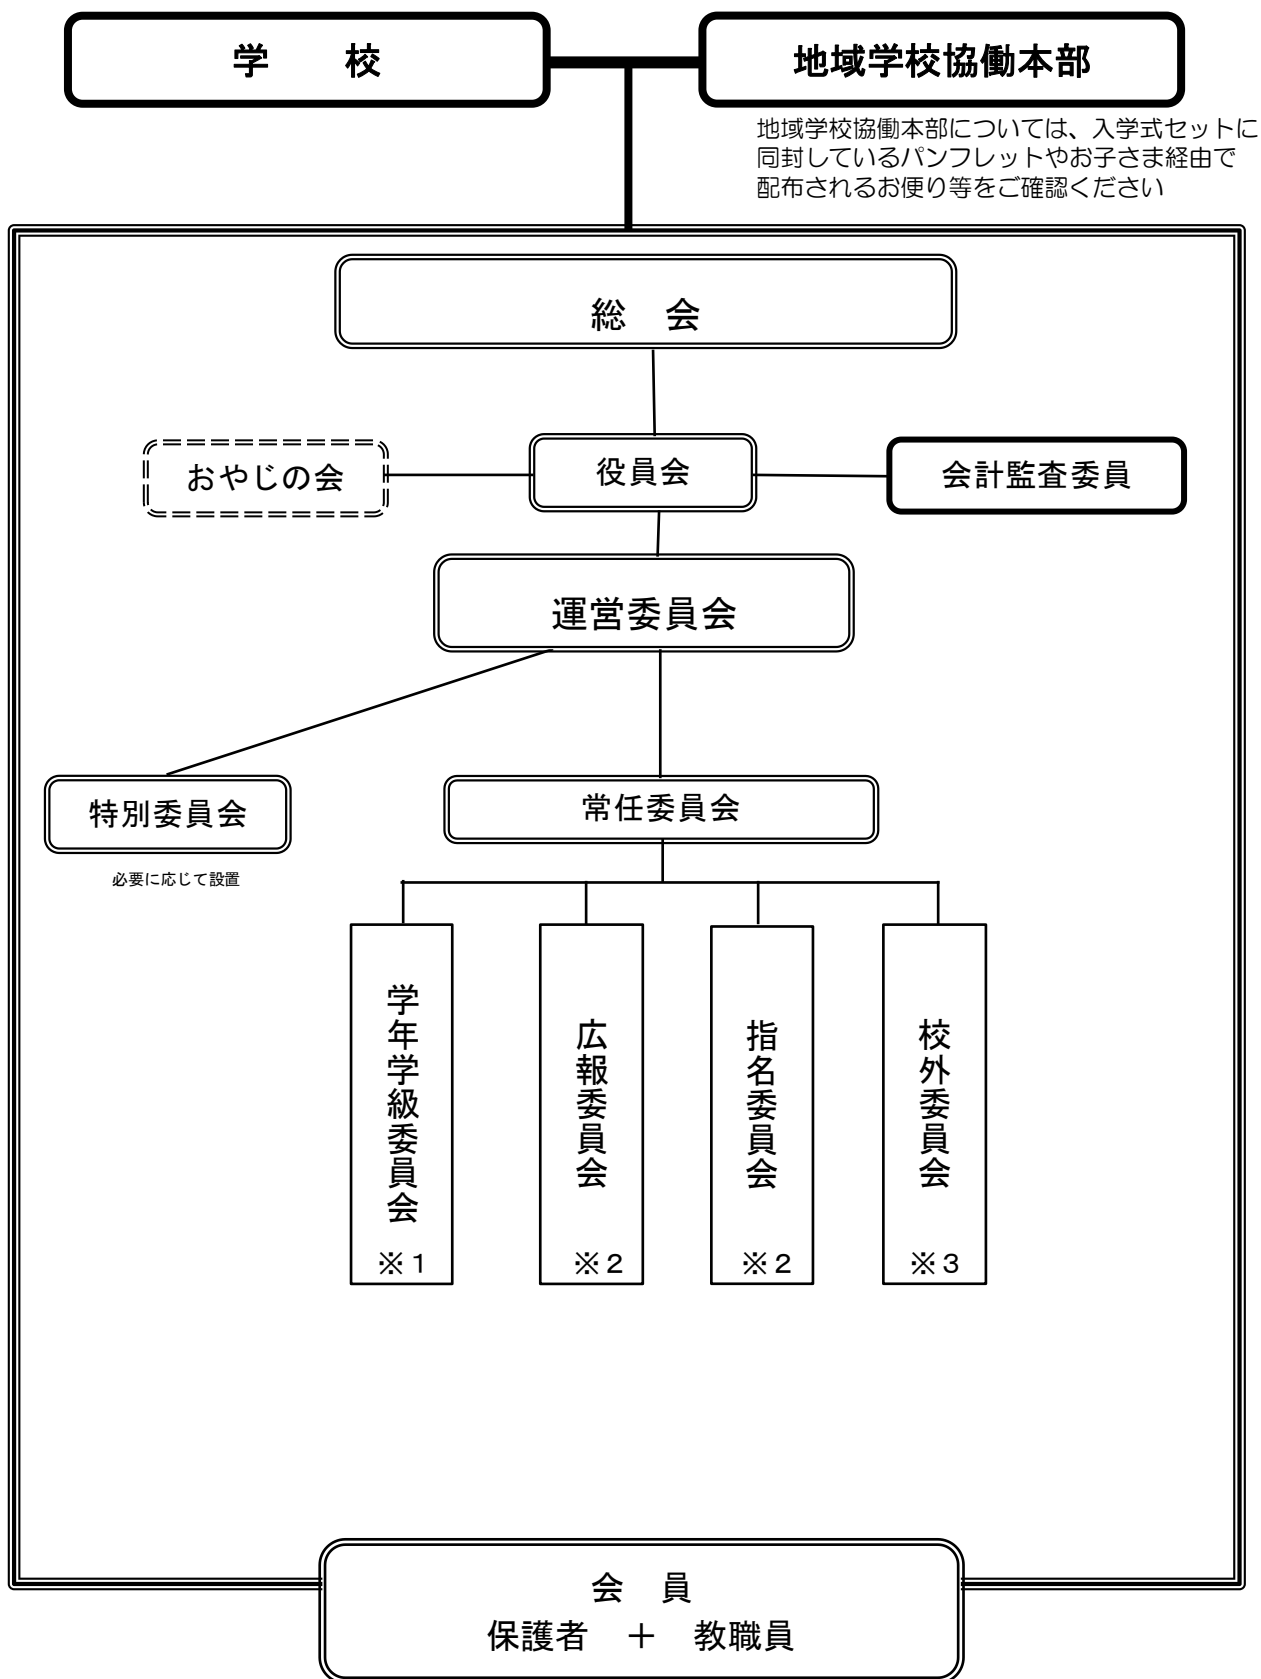 学　　校
地域学校協働本部
地域学校協働本部については、入学式セットに
同封しているパンフレットやお子さま経由で
配布されるお便り等をご確認ください
総　会
おやじの会
役員会
会計監査委員
運営委員会
特別委員会
必要に応じて設置
常任委員会
学年学級委員会
※１
広報委員会
※２
指名委員会
※２
校外委員会
※３
会　員
保護者　＋　教職員